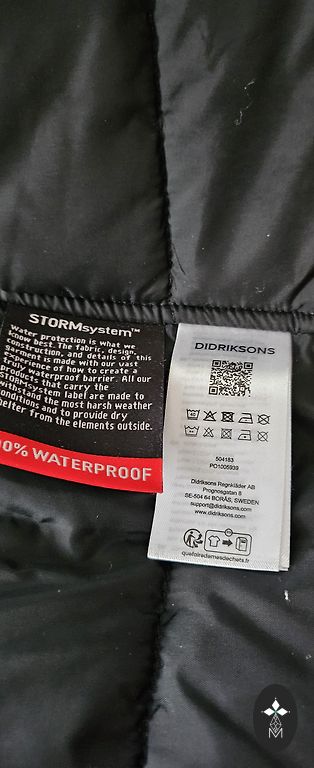 STORMsystem™
water protection is what we
know best. The fabric, design,
construction, and details of this
garment is made with our vast
experience of how to create a
truly waterproof barrier. All our
products that carry the
STORMsystem label are made to
withstand the most harsh weather
conditions and to provide dry
shelter from the elements outside.
00% WATERPROOF
DIDRIKSONS
504183
PO1005939
Didriksons Regnkläder AB
Prognosgatan 8
SE-504 64 BORÅS, SWEDEN
support@didriksons.com
www.didriksons.com
quefairedemesdechets.fr
M